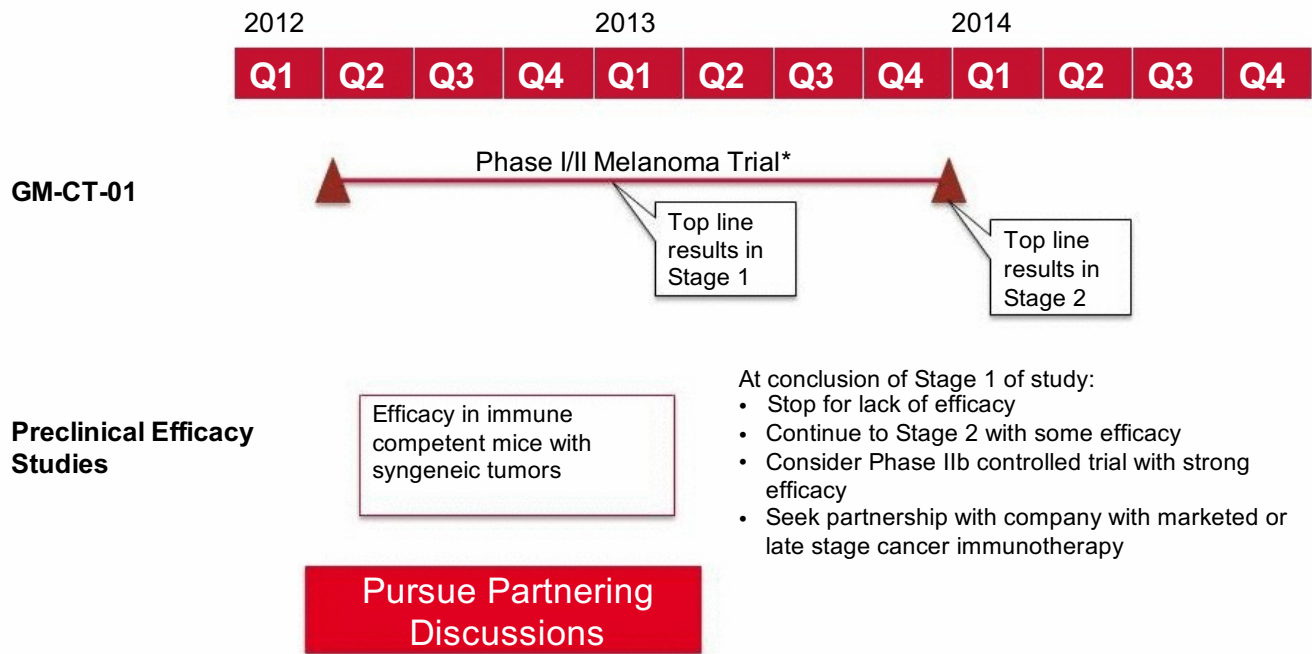 2012 2013 2014
Q1 Q2 Q3 Q4 Q1 Q2 Q3 Q4 Q1 Q2 Q3 Q4
Phase I/II Melanoma Trial*
GM-CT-01
Top line
results in
Stage 1
Top line
results in
Stage 2
Preclinical Efficacy
Studies
Efficacy in immune
competent mice with
syngeneic tumors
At conclusion of Stage 1 of study:
• Stop for lack of efficacy
• Continue to Stage 2 with some efficacy
• Consider Phase IIb controlled trial with strong
efficacy
• Seek partnership with company with marketed or
late stage cancer immunotherapy
Pursue Partnering
Discussions